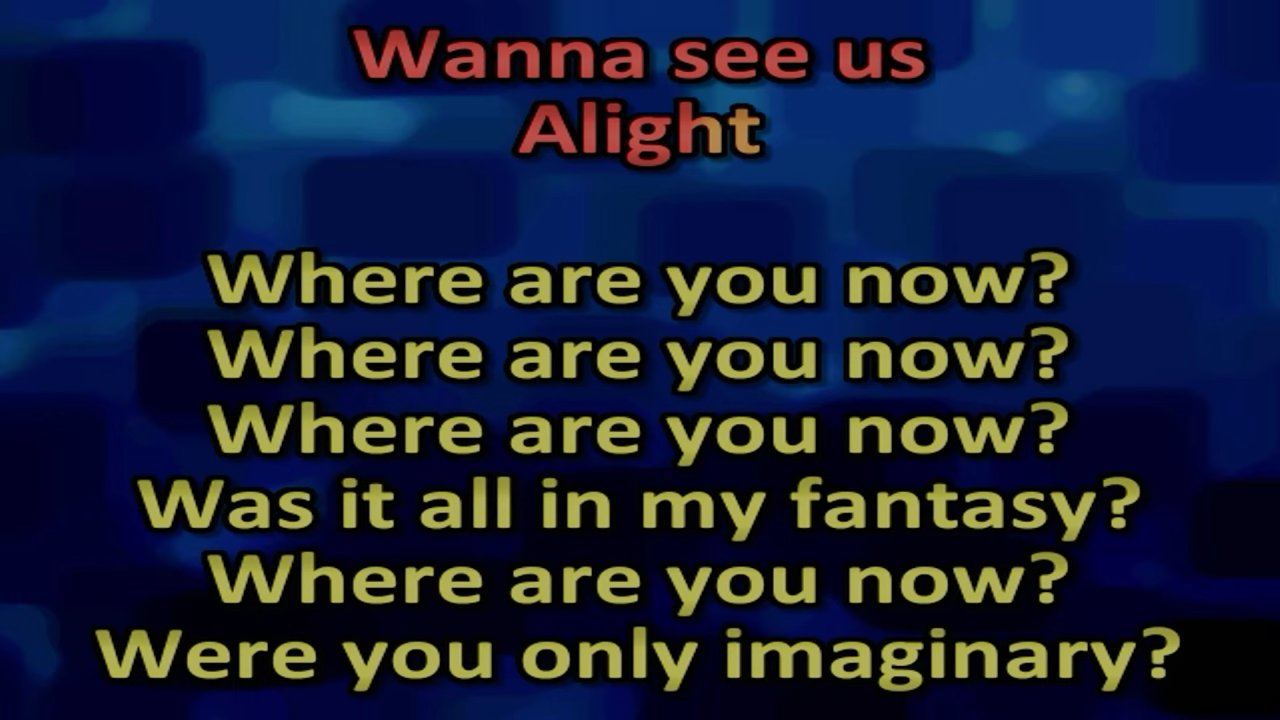 Wanna see us
Alight
Where are you now?
Where are you now?
Where are you now?
Was it all in my fantasy?
Where are you now?
Were you only imaginary?